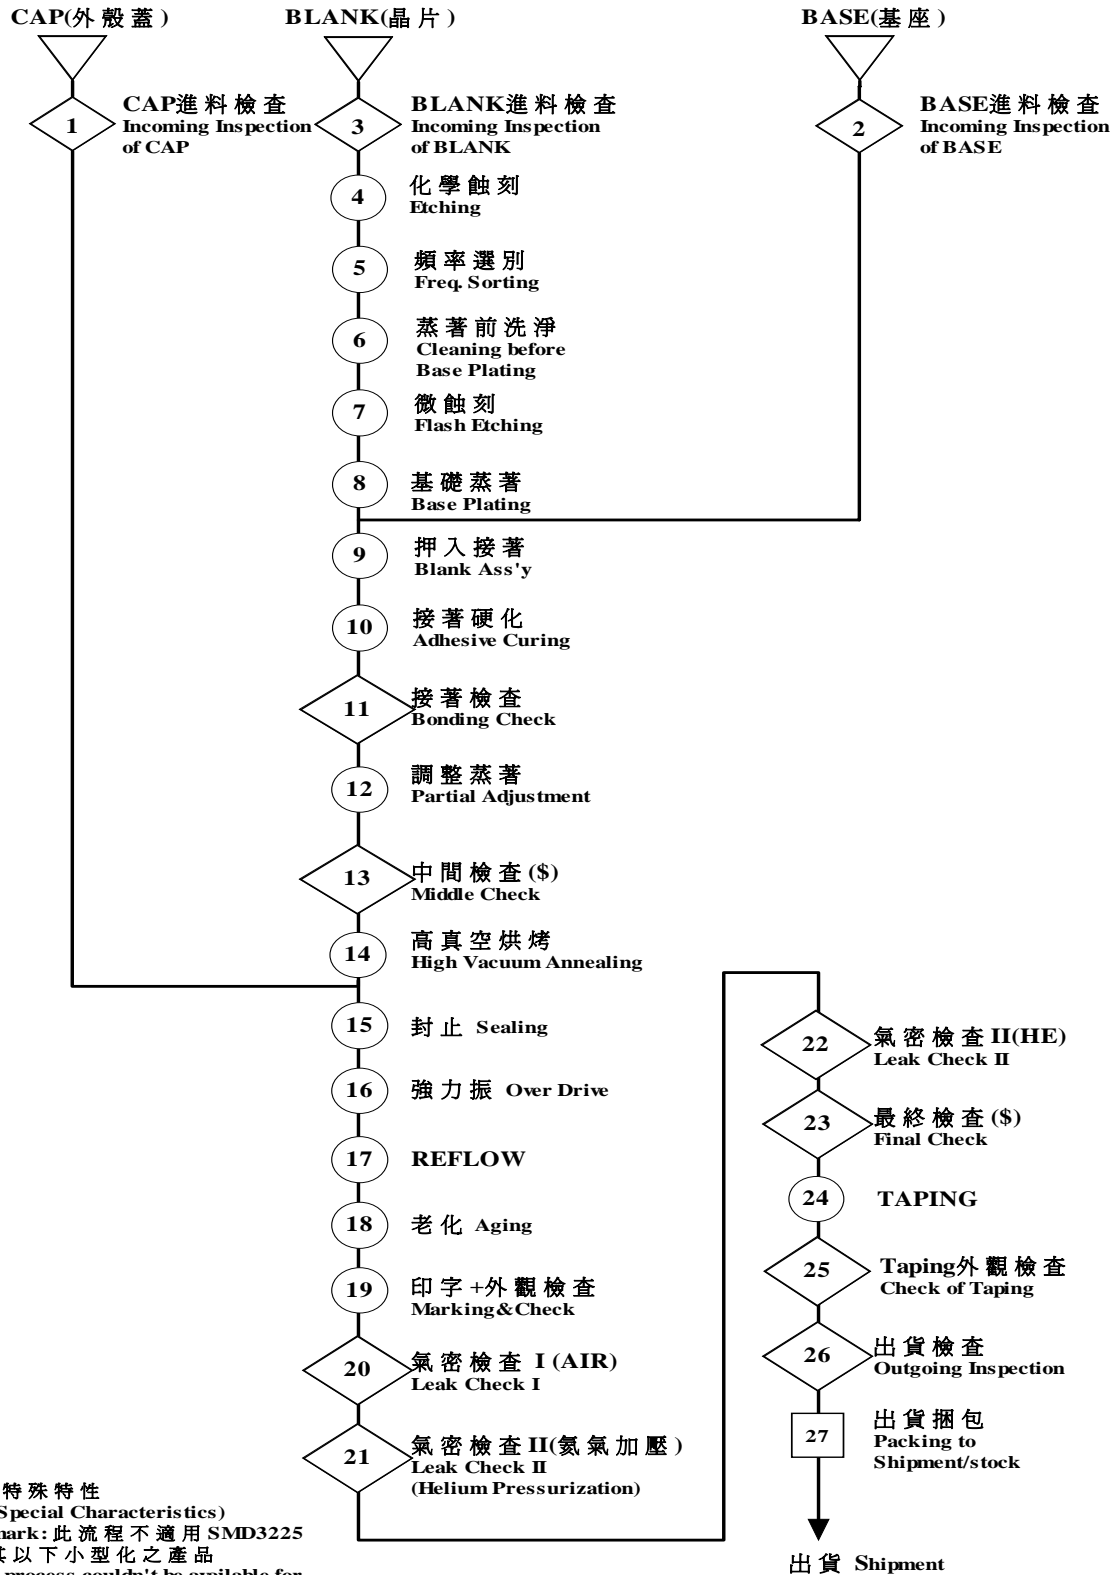 CAP(外殼蓋)
BLANK(晶片)
BASE(基座)
1
CAP進料檢查
Incoming Inspection
of CAP
3
BLANK進料檢查
Incoming Inspection
of BLANK
2
BASE進料檢查
Incoming Inspection
of BASE
4
化學蝕刻
Etching
5
頻率選別
Freq. Sorting
6
蒸著前洗淨
Cleaning before
Base Plating
7
微蝕刻
Flash Etching
8
基礎蒸著
Base Plating
9
押入接著
Blank Ass'y
10
接著硬化
Adhesive Curing
11
接著檢查
Bonding Check
12
調整蒸著
Partial Adjustment
13
中間檢查($)
Middle Check
14
高真空烘烤
High Vacuum Annealing
15
封止 Sealing
16
強力振 Over Drive
17
REFLOW
18
老化 Aging
19
印字+外觀檢查
Marking&Check
20
氣密檢查 I (AIR)
Leak Check I
21
氣密檢查II(氦氣加壓)
Leak Check II
(Helium Pressurization)
22
氣密檢查II(HE)
Leak Check II
23
最終檢查($)
Final Check
24
TAPING
25
Taping外觀檢查
Check of Taping
26
出貨檢查
Outgoing Inspection
27
出貨捆包
Packing to
Shipment/stock
出貨 Shipment
特殊特性
Special Characteristics)
mark:此流程不適用SMD3225
以下小型化之產品
process couldn't be available for